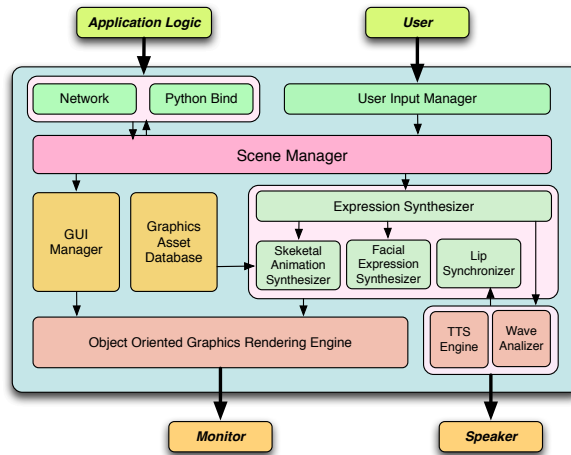 Application Logic
User
Network
Python Bind
User Input Manager
Scene Manager
GUI
Manager
Graphics
Asset
Database
Expression Synthesizer
Skeketal
Animation
Synthesizer
Facial
Expression
Synthesizer
Lip
Synchronizer
Object Oriented Graphics Rendering Engine
TTS
Engine
Wave
Analizer
Monitor
Speaker